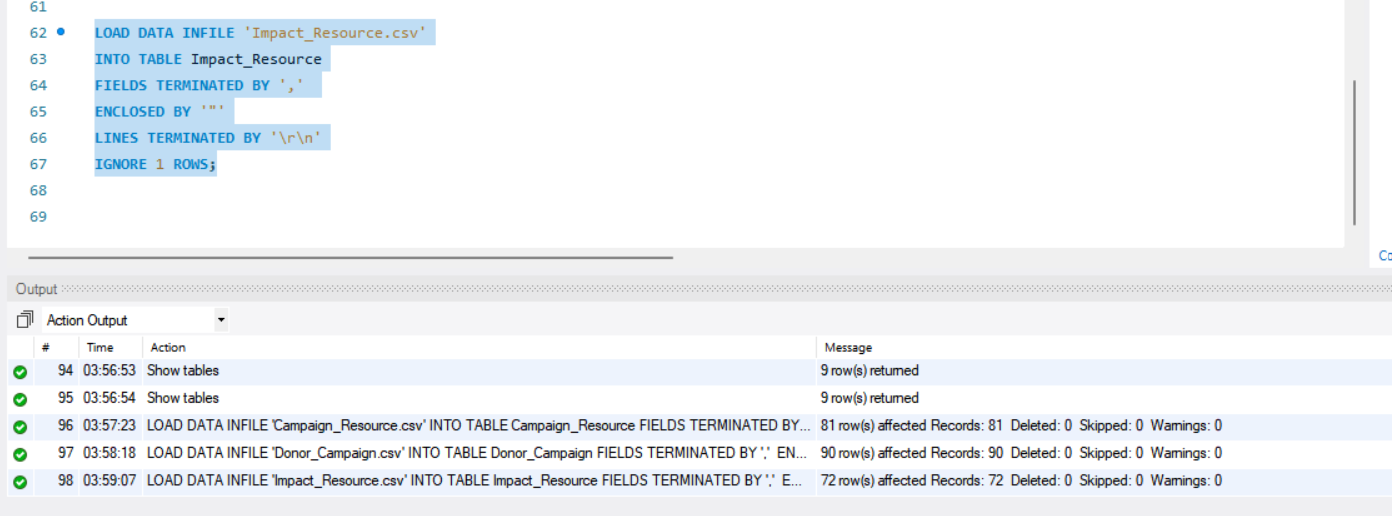 61
62 LOAD DATA INFILE 'Impact_Resource.csv'
63 INTO TABLE Impact_Resource
64 FIELDS TERMINATED BY ','
65 ENCLOSED BY '"'
66 LINES TERMINATED BY '\r\n'
67 IGNORE 1 ROWS;
68
69
Co
Output
Action Output
# Time Action Message
94 03:56:53 Show tables 9 row(s) returned
95 03:56:54 Show tables 9 row(s) returned
96 03:57:23 LOAD DATA INFILE 'Campaign_Resource.csv' INTO TABLE Campaign_Resource FIELDS TERMINATED BY... 81 row(s) affected Records: 81 Deleted: 0 Skipped: 0 Warnings: 0
97 03:58:18 LOAD DATA INFILE 'Donor_Campaign.csv' INTO TABLE Donor_Campaign FIELDS TERMINATED BY ',' EN... 90 row(s) affected Records: 90 Deleted: 0 Skipped: 0 Warnings: 0
98 03:59:07 LOAD DATA INFILE 'Impact_Resource.csv' INTO TABLE Impact_Resource FIELDS TERMINATED BY ',' E... 72 row(s) affected Records: 72 Deleted: 0 Skipped: 0 Warnings: 0